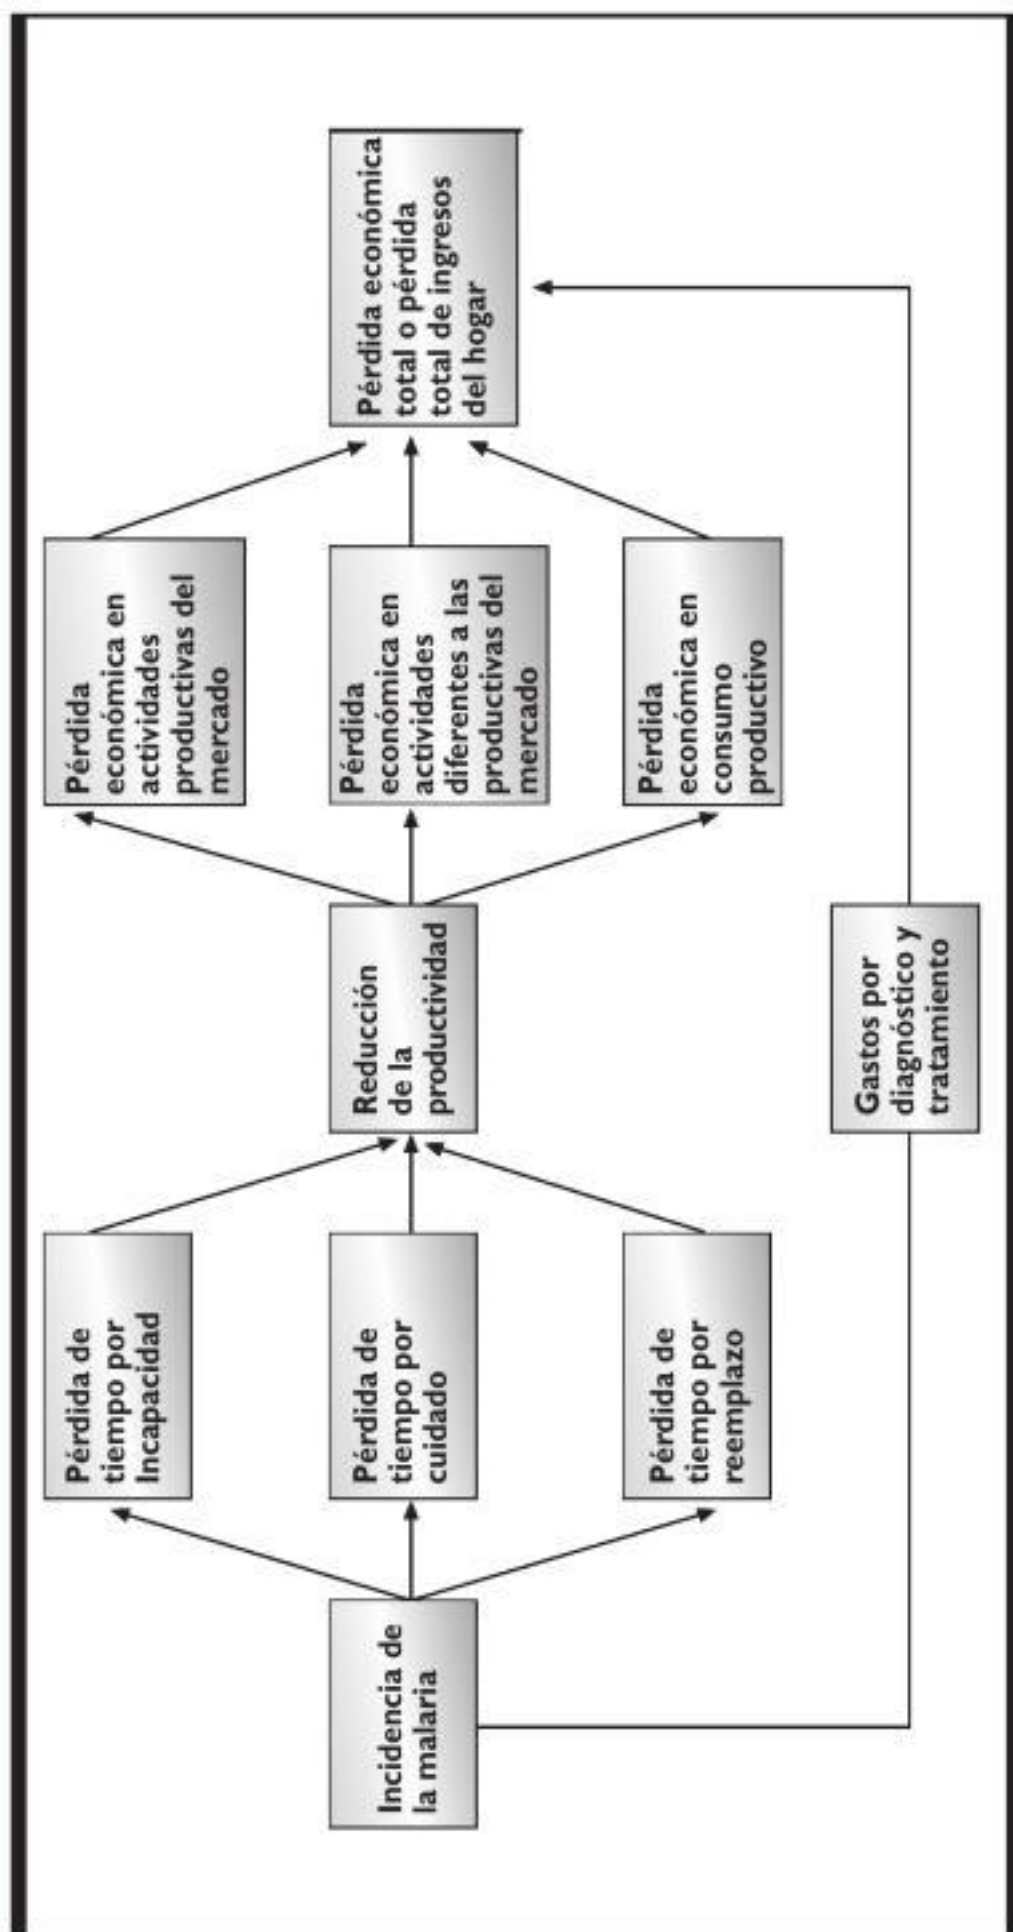 Incidencia de
la malaria
Pérdida de
tiempo por
Incapacidad
Pérdida de
tiempo por
cuidado
Pérdida de
tiempo por
reemplazo
Reducción
de la
productividad
Gastos por
diagnóstico y
tratamiento
Pérdida
económica en
actividades
productivas del
mercado
Pérdida
económica en
actividades
diferentes a las
productivas del
mercado
Pérdida
económica en
consumo
productivo
Pérdida económica
total o pérdida
total de ingresos
del hogar